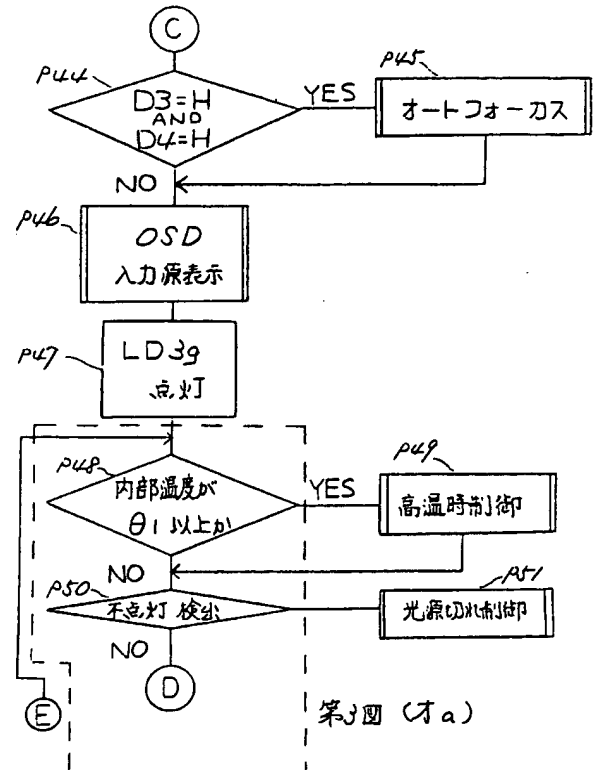 C
P44
D3=H
AND
D4=H
YES
P45
オートフォーカス
NO
P46
OSD
入力源表示
P47
LD3g
点灯
P48
内部温度が
θ1以上か
YES
P49
高温時制御
NO
P50
不点灯検出
P51
光源切れ制御
NO
D
E
第3図 (オa)